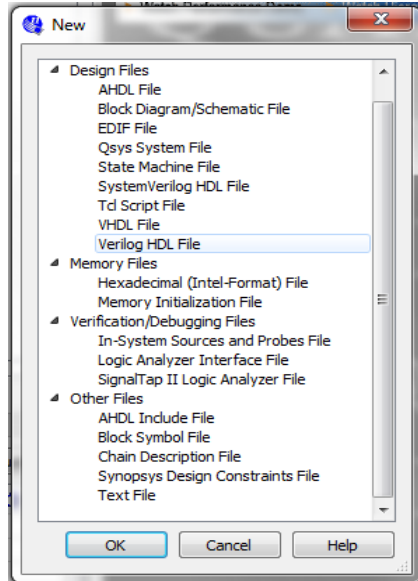 New
Design Files
AHDL File
Block Diagram/Schematic File
EDIF File
Qsys System File
State Machine File
SystemVerilog HDL File
Tcl Script File
VHDL File
Verilog HDL File
Memory Files
Hexadecimal (Intel-Format) File
Memory Initialization File
Verification/Debugging Files
In-System Sources and Probes File
Logic Analyzer Interface File
SignalTap II Logic Analyzer File
Other Files
AHDL Include File
Block Symbol File
Chain Description File
Synopsys Design Constraints File
Text File
OK Cancel Help